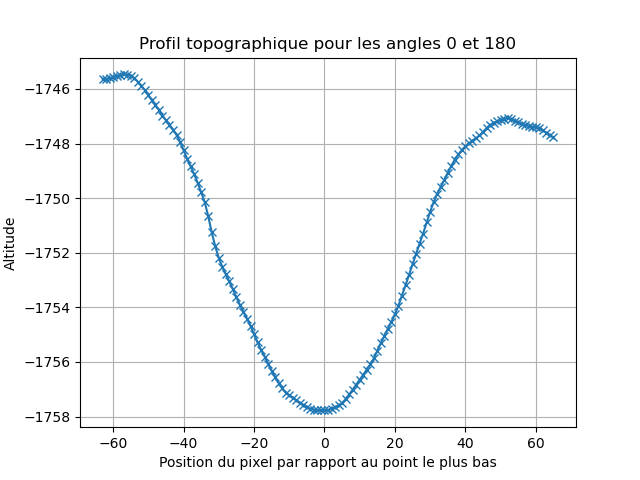 Profil topographique pour les angles 0 et 180
Altitude
−1746
−1748
−1750
−1752
−1754
−1756
−1758
−60 −40 −20 0 20 40 60
Position du pixel par rapport au point le plus bas